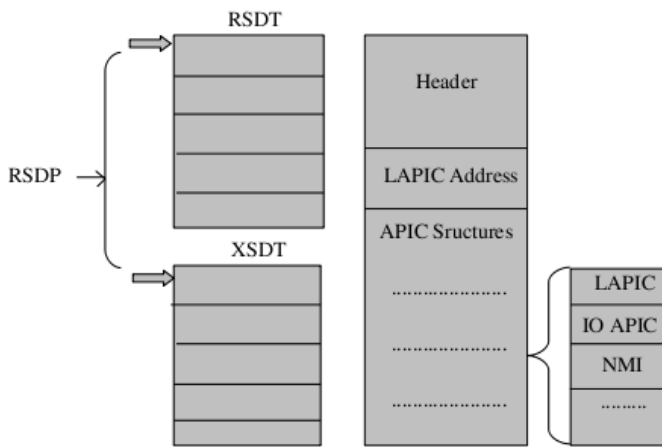 RSDT
RSDP
XSDT
Header
LAPIC Address
APIC Sructures
.......................
.......................
.......................
LAPIC
IO APIC
NMI
.........